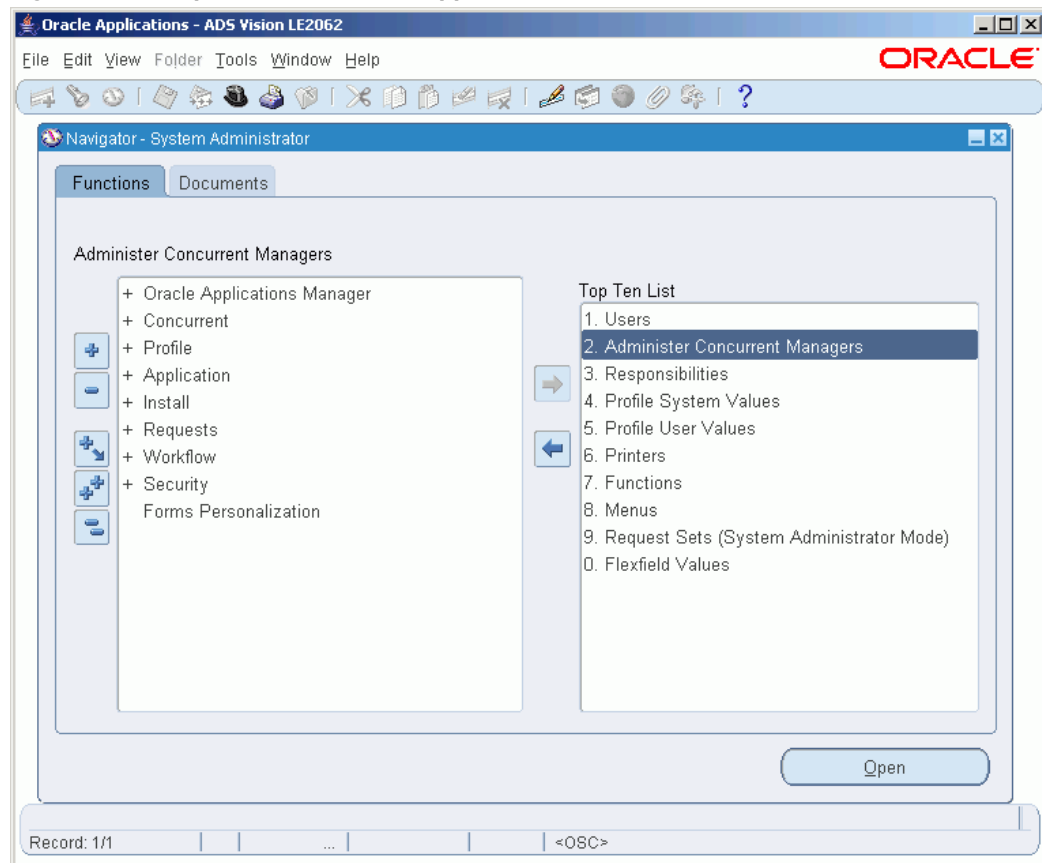 Oracle Applications - ADS Vision LE2062
File Edit View Folder Tools Window Help
ORACLE
Navigator - System Administrator
Functions Documents
Administer Concurrent Managers
+ Oracle Applications Manager
+ Concurrent
+ Profile
+ Application
+ Install
+ Requests
+ Workflow
+ Security
Forms Personalization
Top Ten List
1. Users
2. Administer Concurrent Managers
3. Responsibilities
4. Profile System Values
5. Profile User Values
6. Printers
7. Functions
8. Menus
9. Request Sets (System Administrator Mode)
0. Flexfield Values
Open
Record: 1/1 ... <OSC>